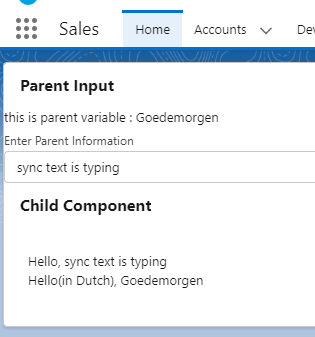 Sales Home Accounts
Parent Input
this is parent variable : Goedemorgen
Enter Parent Information
sync text is typing
Child Component
Hello, sync text is typing
Hello(in Dutch), Goedemorgen